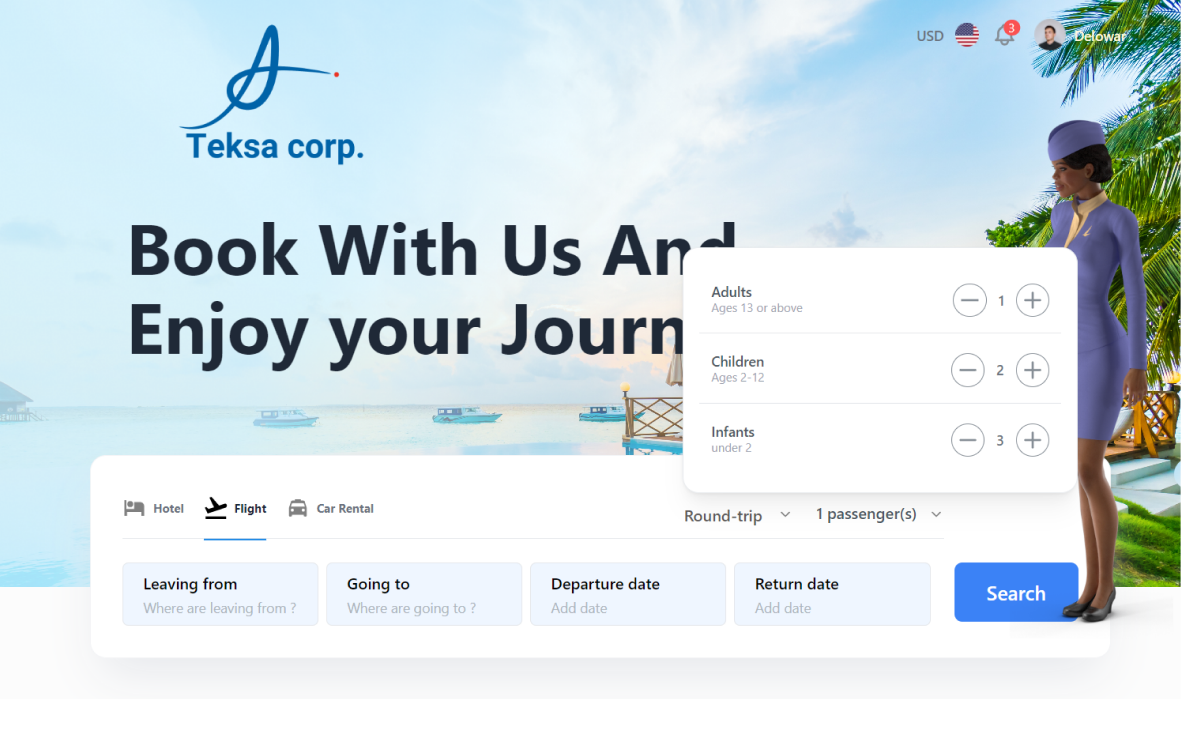 USD
3
Delowar
Teksa corp.
Book With Us And
Enjoy your Journ
Adults
Ages 13 or above
1
Children
Ages 2-12
2
Infants
under 2
3
Hotel
Flight
Car Rental
Round-trip
1 passenger(s)
Leaving from
Where are leaving from ?
Going to
Where are going to ?
Departure date
Add date
Return date
Add date
Search